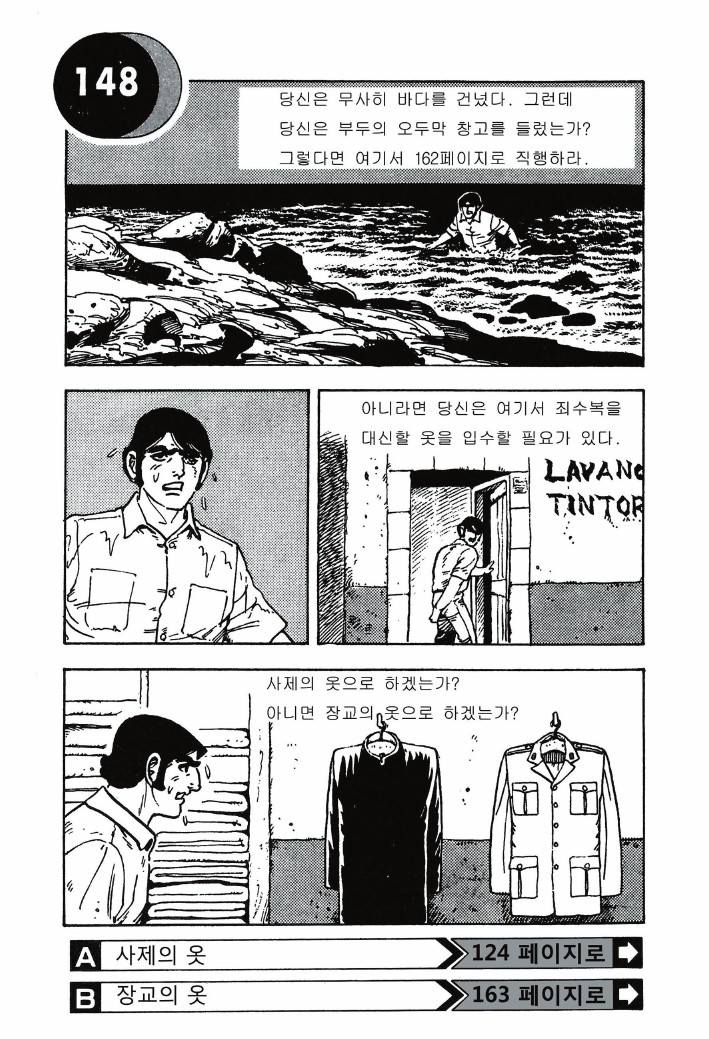 148
당신은 무사히 바다를 건넜다. 그런데
당신은 부두의 오두막 창고를 들렀는가?
그렇다면 여기서 162페이지로 직행하라.
아니라면 당신은 여기서 죄수복을
대신할 옷을 입수할 필요가 있다.
LAVANC
TINTOR
사제의 옷으로 하겠는가?
아니면 장교의 옷으로 하겠는가?
A 사제의 옷 124 페이지로
B 장교의 옷 163 페이지로